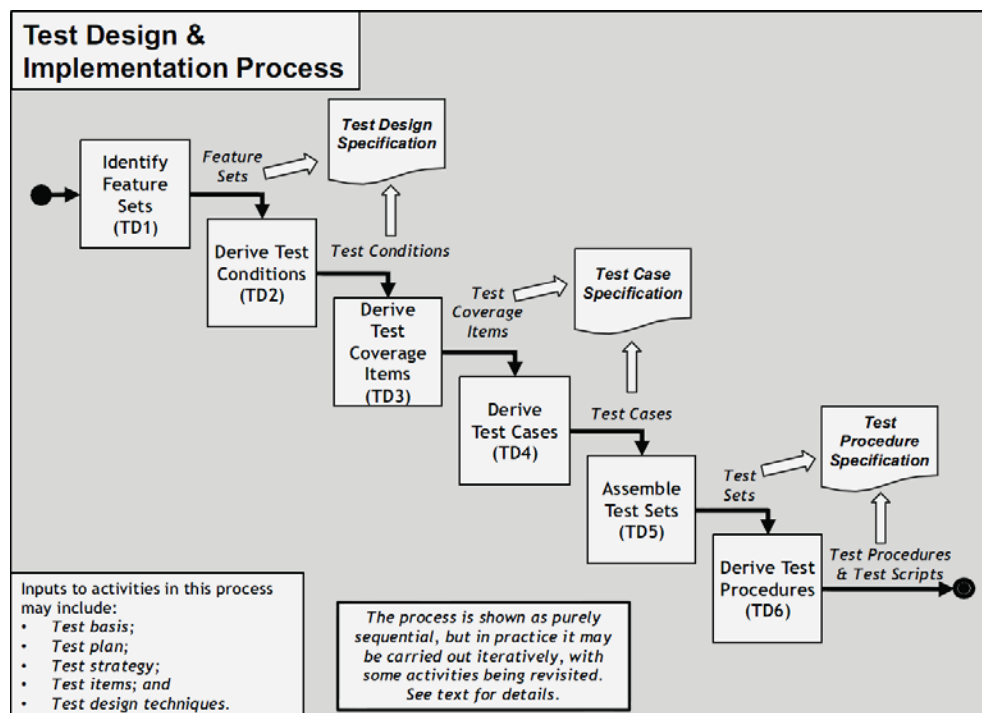 Test Design &
Implementation Process
Identify
Feature
Sets
(TD1)
Feature
Sets
Test Design
Specification
Derive Test
Conditions
(TD2)
Test Conditions
Derive
Test
Coverage
Items
(TD3)
Test
Coverage
Items
Test Case
Specification
Derive
Test Cases
(TD4)
Test Cases
Assemble
Test Sets
(TD5)
Test
Sets
Test
Procedure
Specification
Derive Test
Procedures
(TD6)
Test Procedures
& Test Scripts
Inputs to activities in this process
may include:
• Test basis;
• Test plan;
• Test strategy;
• Test items; and
• Test design techniques.
The process is shown as purely
sequential, but in practice it may
be carried out iteratively, with
some activities being revisited.
See text for details.